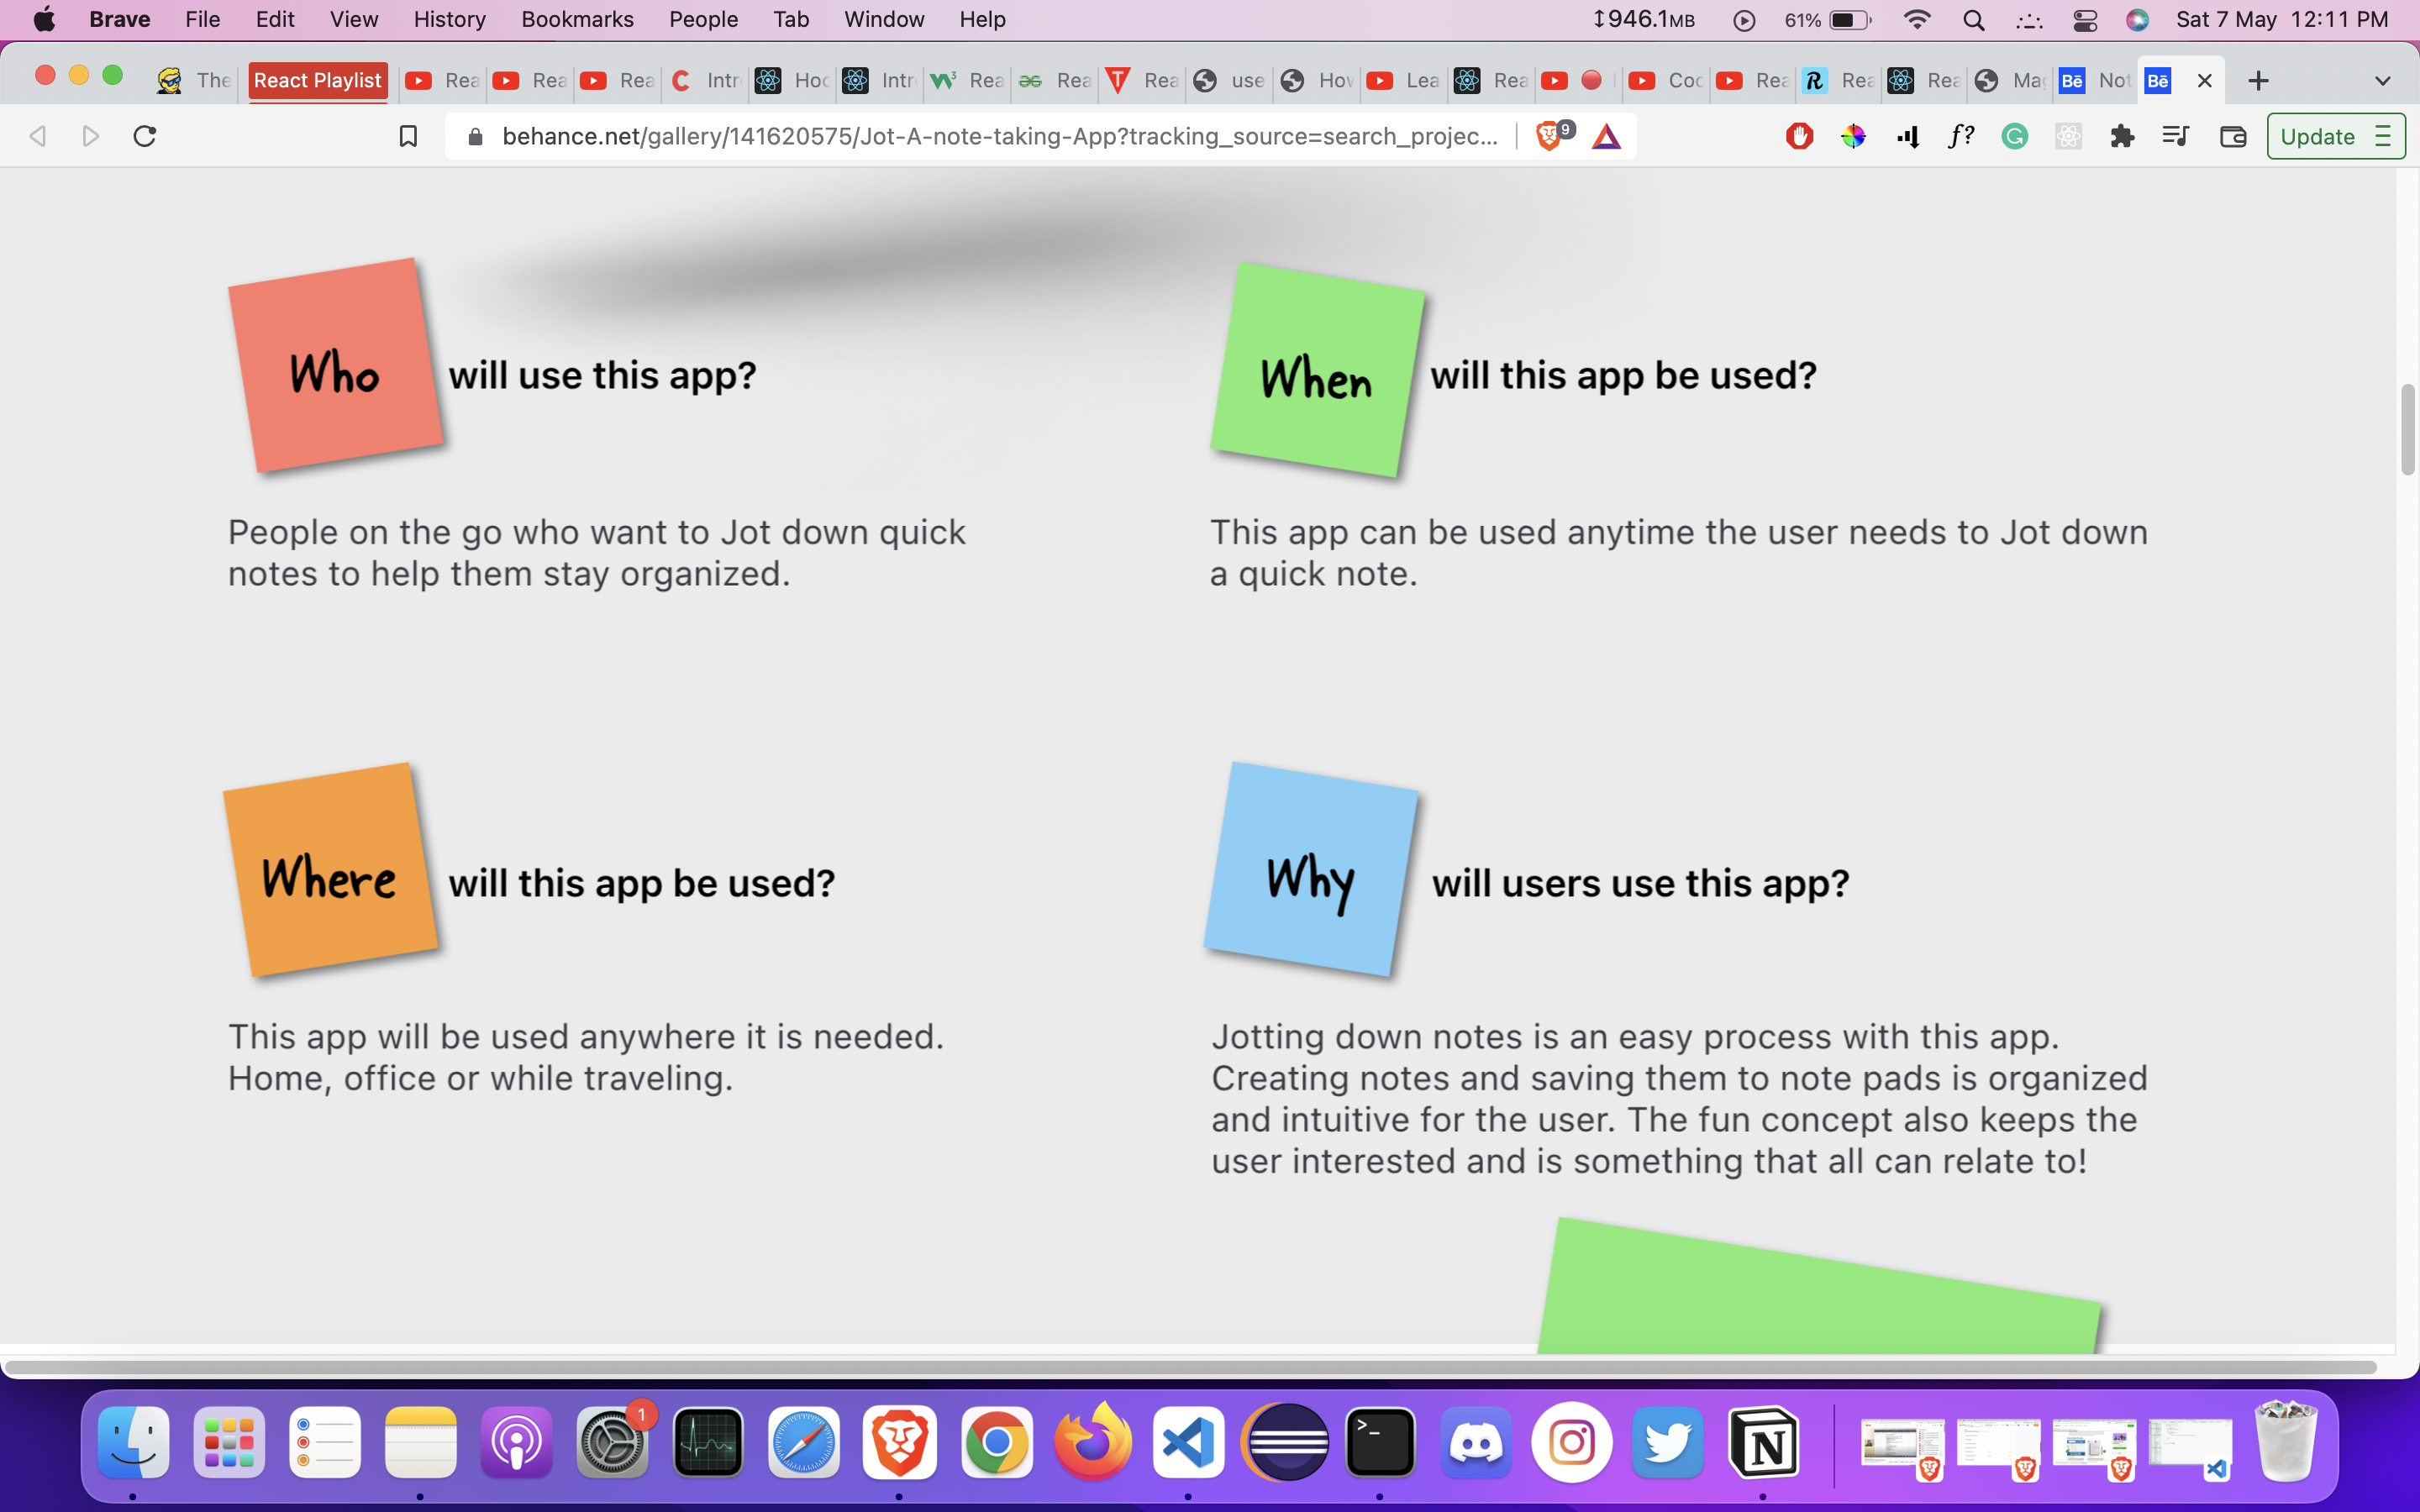 Brave File Edit View History Bookmarks People Tab Window Help ↕946.1MB 61% Sat 7 May 12:11 PM
The React Playlist Rea Rea Rea Intr Hoo Intr Rea Rea Rea use How Lea Rea Coc Rea Rea Rea Ma Not
behance.net/gallery/141620575/Jot-A-note-taking-App?tracking_source=search_projec... 9 f? Update
Who will use this app?
People on the go who want to Jot down quick
notes to help them stay organized.
When will this app be used?
This app can be used anytime the user needs to Jot down
a quick note.
Where will this app be used?
This app will be used anywhere it is needed.
Home, office or while traveling.
Why will users use this app?
Jotting down notes is an easy process with this app.
Creating notes and saving them to note pads is organized
and intuitive for the user. The fun concept also keeps the
user interested and is something that all can relate to!
1